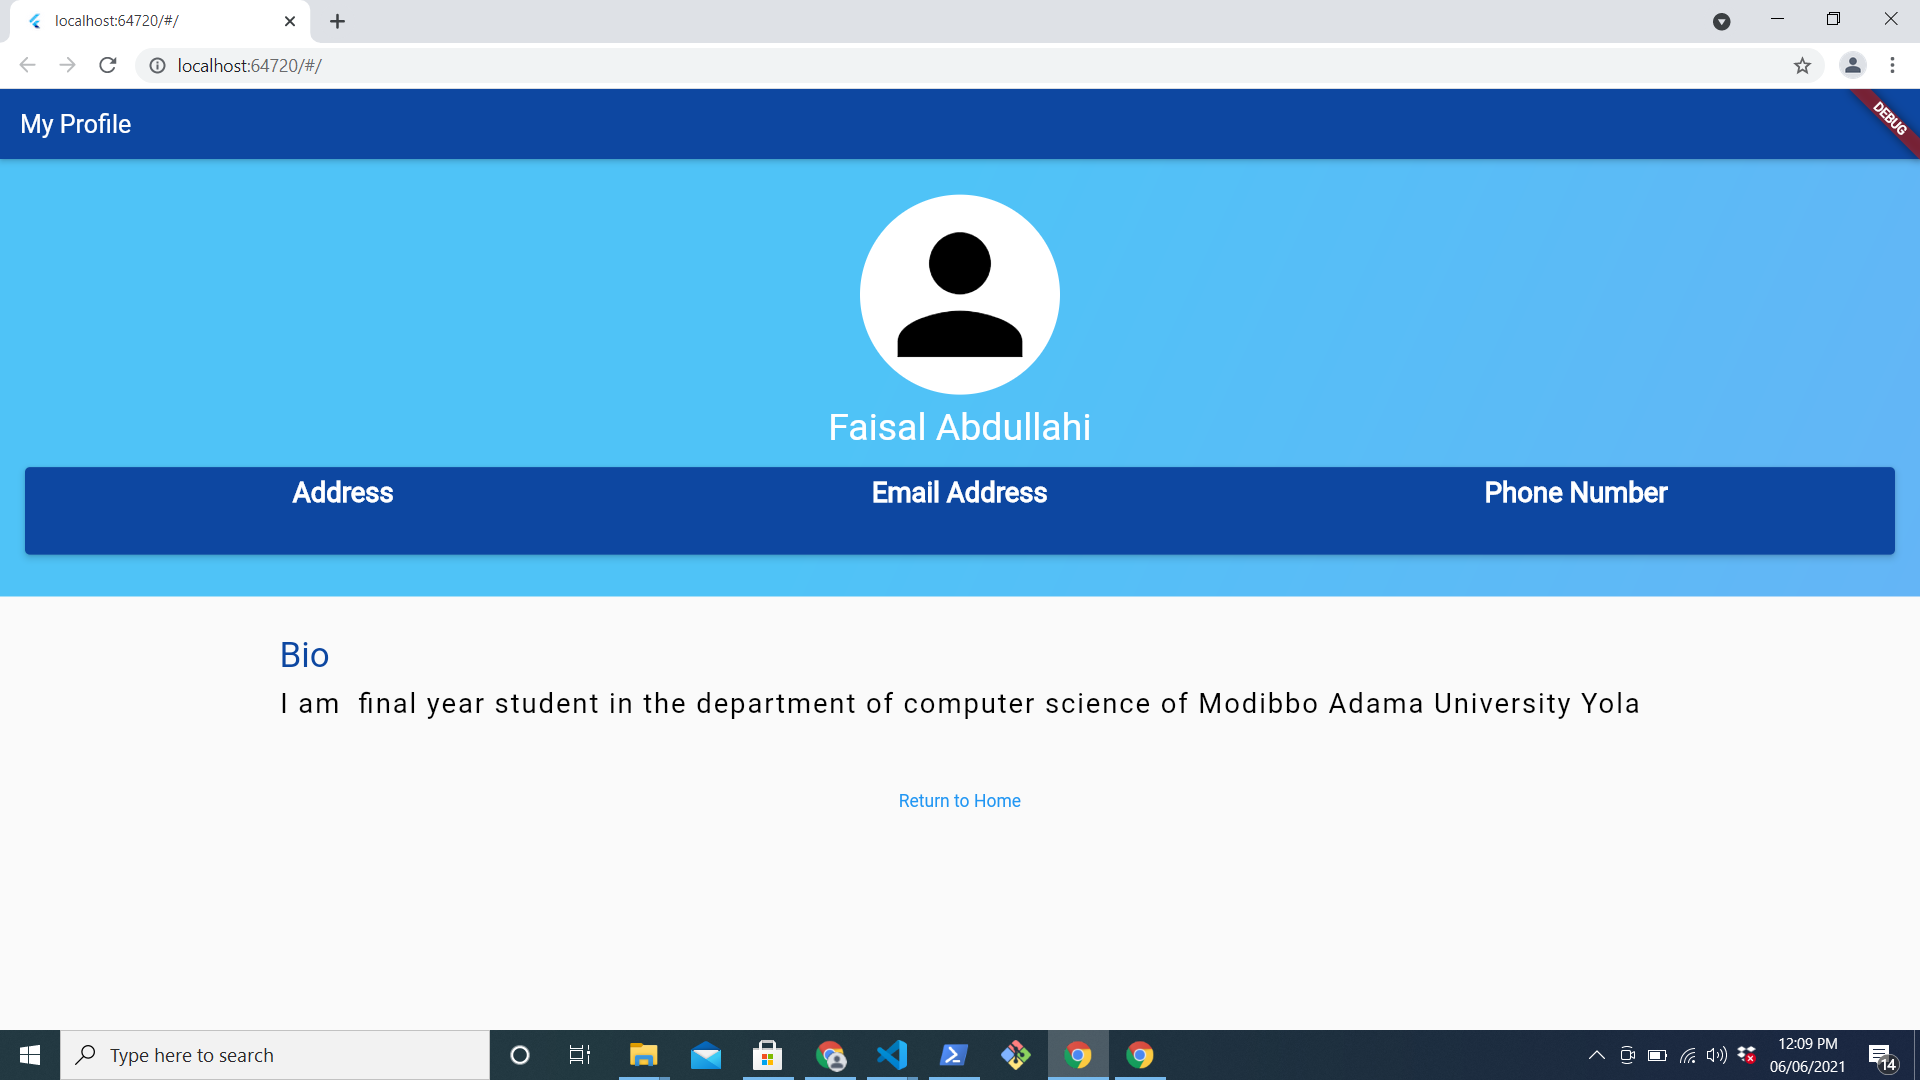 localhost:64720/#/
localhost:64720/#/
My Profile
DEBUG
Faisal Abdullahi
Address Email Address Phone Number
Bio
I am  final year student in the department of computer science of Modibbo Adama University Yola
Return to Home
Type here to search
12:09 PM
06/06/2021
14